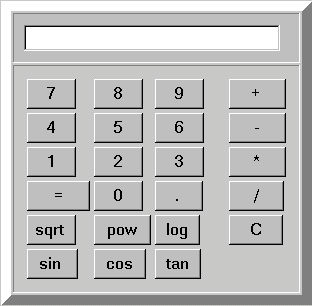 7 8 9 +
4 5 6 -
1 2 3 *
= 0 . /
sqrt pow log C
sin cos tan